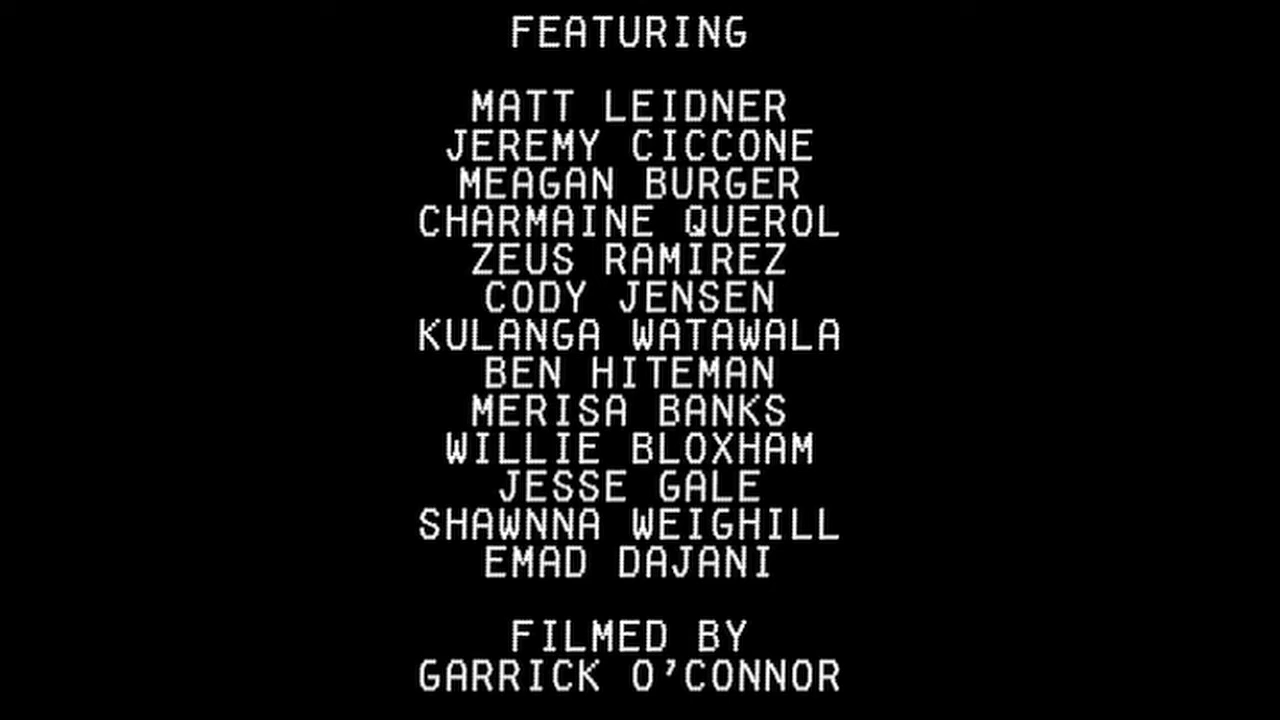 FEATURING
MATT LEIDNER
JEREMY CICCONE
MEAGAN BURGER
CHARMAINE QUEROL
ZEUS RAMIREZ
CODY JENSEN
KULANGA WATAWALA
BEN HITEMAN
MERISA BANKS
WILLIE BLOXHAM
JESSE GALE
SHAWNNA WEIGHILL
EMAD DAJANI
FILMED BY
GARRICK O'CONNOR